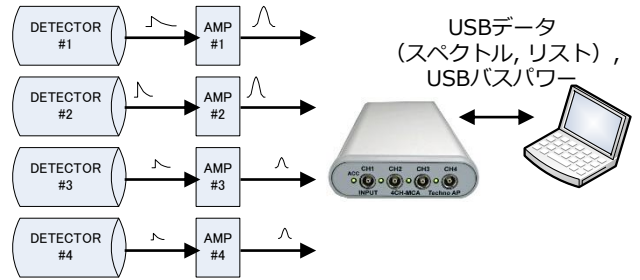 DETECTOR
#1
AMP
#1
DETECTOR
#2
AMP
#2
DETECTOR
#3
AMP
#3
DETECTOR
#4
AMP
#4
USBデータ
（スペクトル, リスト）,
USBバスパワー
CH1 CH2 CH3 CH4
ACC
INPUT 4CH-MCA Techno AP